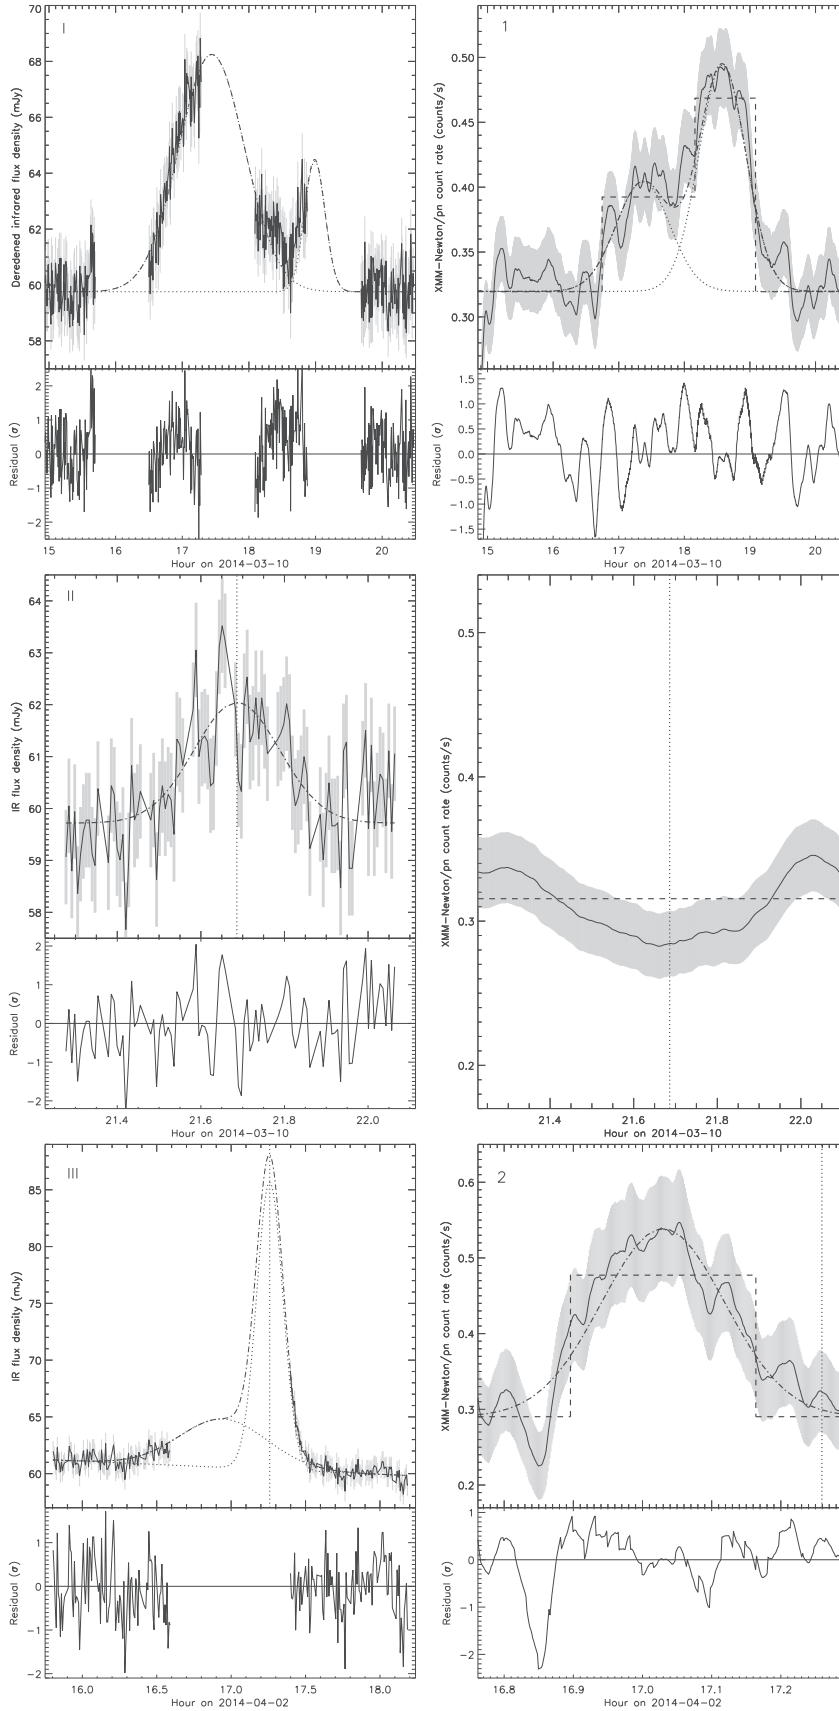 I
Deredened infrared flux density (mJy)
70
68
66
64
62
60
58
Residual (σ)
2
1
0
−1
−2
15 16 17 18 19 20
Hour on 2014−03−10
1
XMM−Newton/pn count rate (counts/s)
0.50
0.45
0.40
0.35
0.30
Residual (σ)
1.5
1.0
0.5
0.0
−0.5
−1.0
−1.5
15 16 17 18 19 20
Hour on 2014−03−10
II
IR flux density (mJy)
64
63
62
61
60
59
58
Residual (σ)
2
1
0
−1
−2
21.4 21.6 21.8 22.0
Hour on 2014−03−10
XMM−Newton/pn count rate (counts/s)
0.5
0.4
0.3
0.2
21.4 21.6 21.8 22.0
Hour on 2014−03−10
III
IR flux density (mJy)
85
80
75
70
65
60
Residual (σ)
1
0
−1
−2
16.0 16.5 17.0 17.5 18.0
Hour on 2014−04−02
2
XMM−Newton/pn count rate (counts/s)
0.6
0.5
0.4
0.3
0.2
Residual (σ)
1
0
−1
−2
16.8 16.9 17.0 17.1 17.2
Hour on 2014−04−02